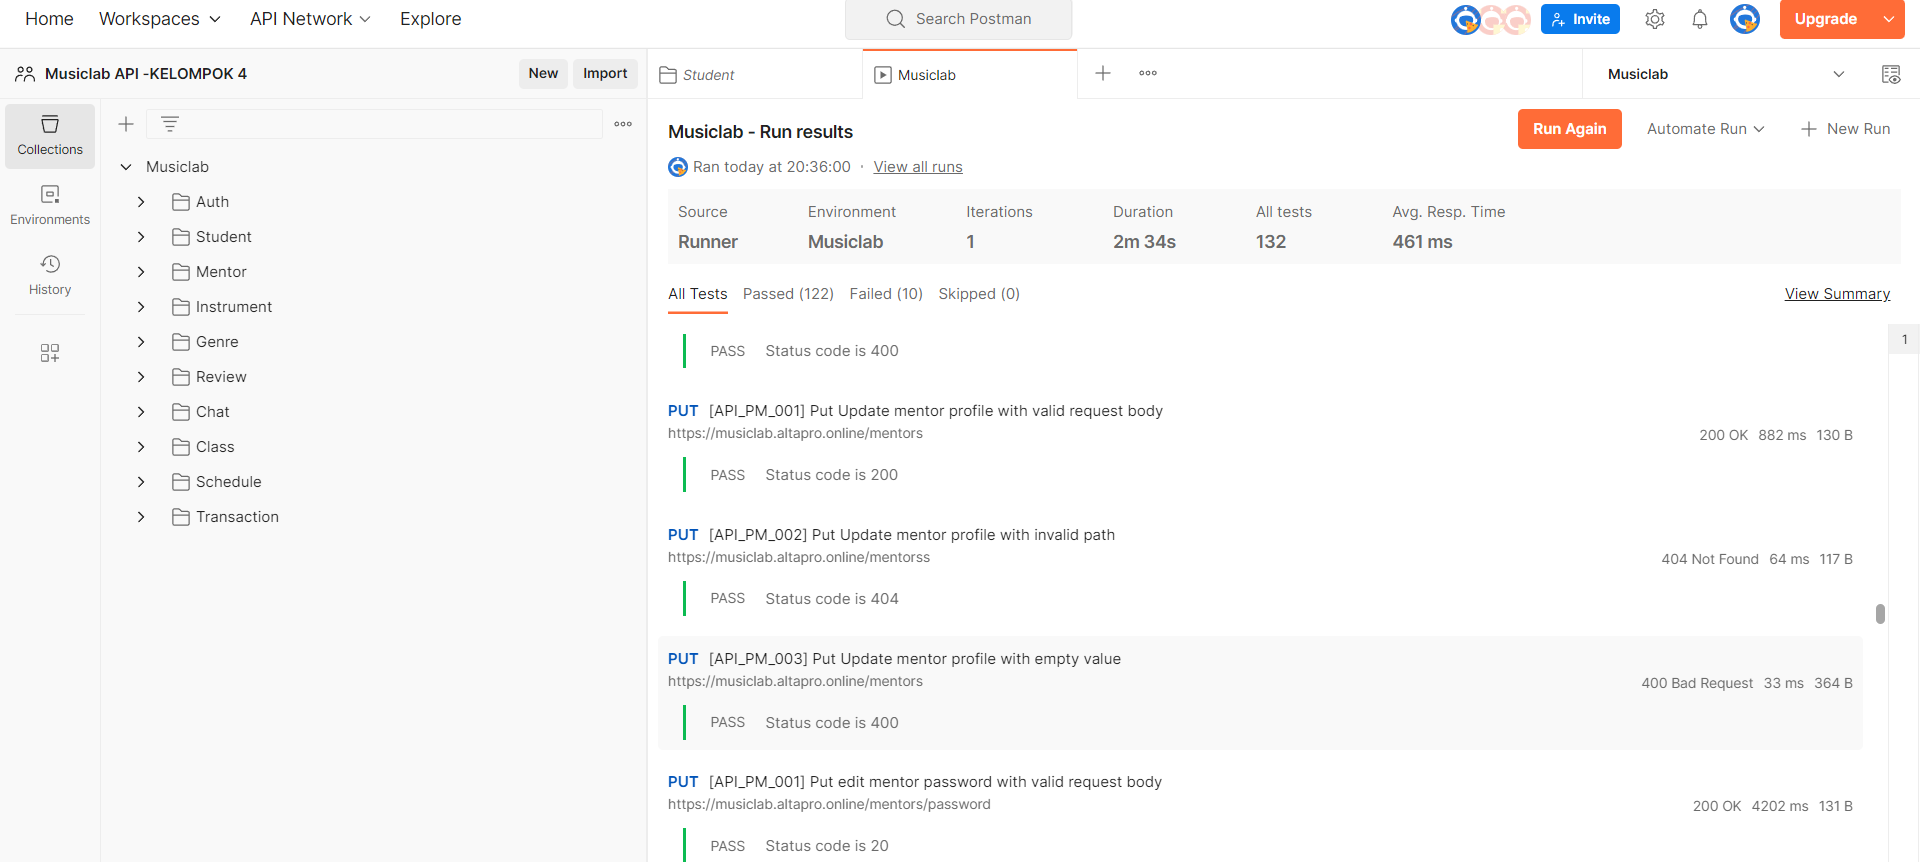 Home Workspaces API Network Explore Search Postman Invite Upgrade
Musiclab API -KELOMPOK 4 New Import
Student Musiclab Musiclab
Collections
Environments
History
Musiclab
Auth
Student
Mentor
Instrument
Genre
Review
Chat
Class
Schedule
Transaction
Musiclab - Run results
Run Again Automate Run New Run
Ran today at 20:36:00 · View all runs
Source Environment Iterations Duration All tests Avg. Resp. Time
Runner Musiclab 1 2m 34s 132 461 ms
All Tests Passed (122) Failed (10) Skipped (0) View Summary
1
PASS Status code is 400
PUT [API_PM_001] Put Update mentor profile with valid request body
https://musiclab.altapro.online/mentors
200 OK 882 ms 130 B
PASS Status code is 200
PUT [API_PM_002] Put Update mentor profile with invalid path
https://musiclab.altapro.online/mentorss
404 Not Found 64 ms 117 B
PASS Status code is 404
PUT [API_PM_003] Put Update mentor profile with empty value
https://musiclab.altapro.online/mentors
400 Bad Request 33 ms 364 B
PASS Status code is 400
PUT [API_PM_001] Put edit mentor password with valid request body
https://musiclab.altapro.online/mentors/password
200 OK 4202 ms 131 B
PASS Status code is 20